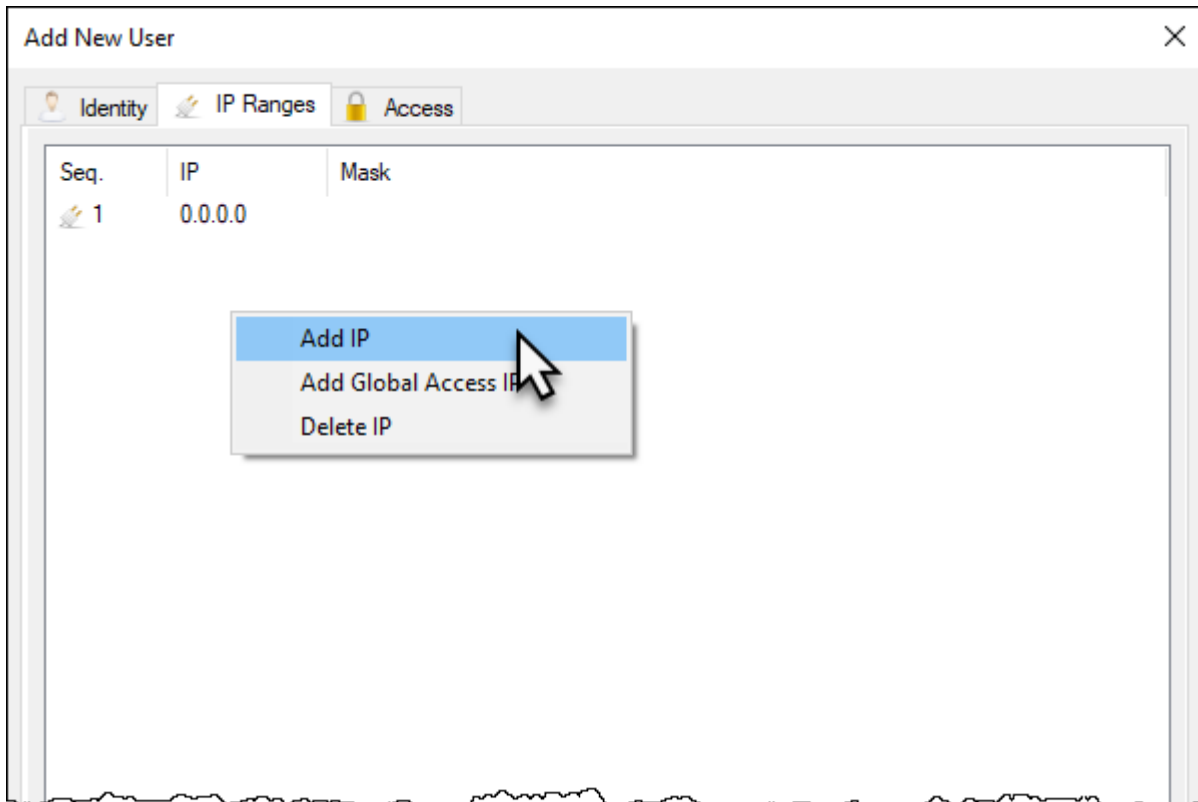 Add New User
Identity IP Ranges Access
Seq. IP Mask
1 0.0.0.0
Add IP
Add Global Access IP
Delete IP